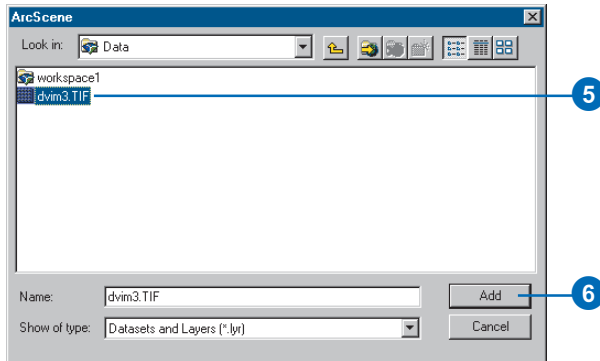 ArcScene
Look in: Data
workspace1
dvim3.TIF
5
Name: dvim3.TIF Add
6
Show of type: Datasets and Layers (*.lyr) Cancel